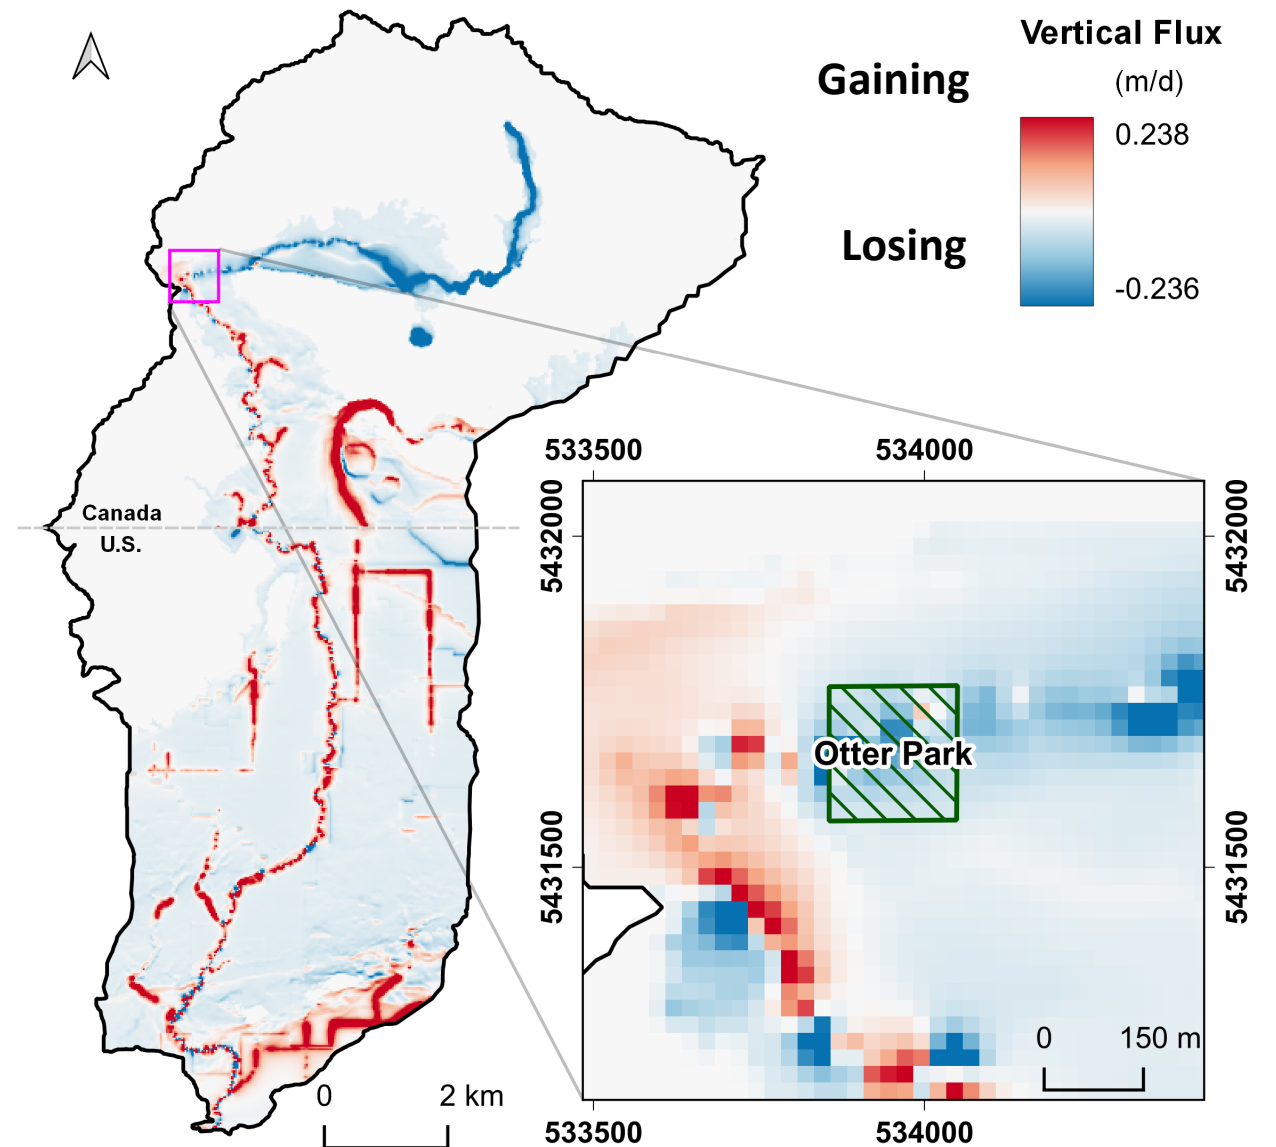 Vertical Flux
(m/d)
Gaining
0.238
Losing
-0.236
Canada
U.S.
533500
534000
5432000
5432000
Otter Park
5431500
5431500
0
150 m
0
2 km
533500
534000